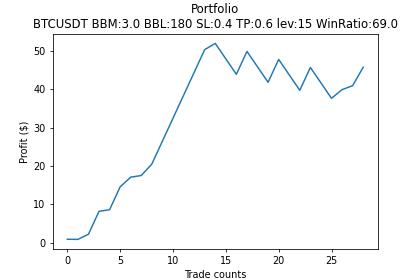 Portfolio
BTCUSDT BBM:3.0 BBL:180 SL:0.4 TP:0.6 lev:15 WinRatio:69.0
50
40
30
20
10
0
Profit ($)
0 5 10 15 20 25
Trade counts